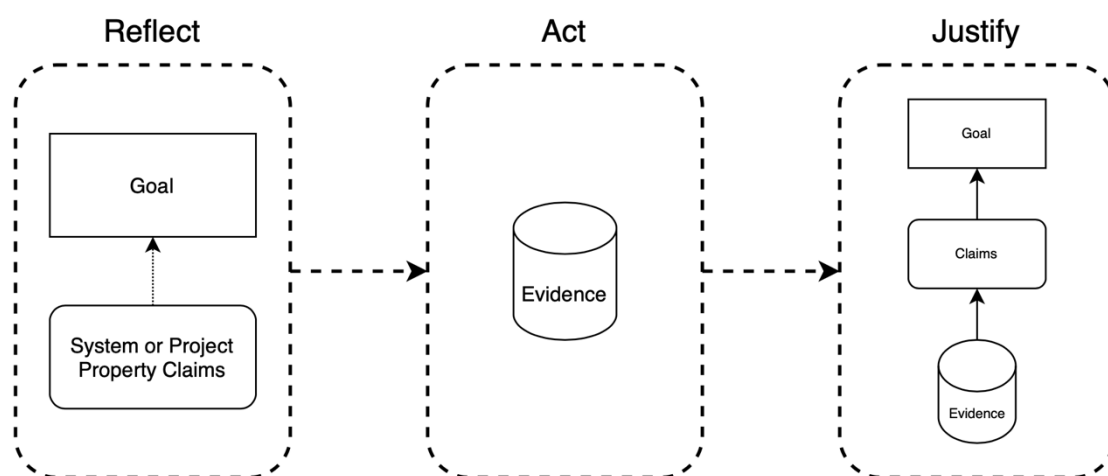 Reflect
Act
Justify
Goal
System or Project
Property Claims
Evidence
Goal
Claims
Evidence